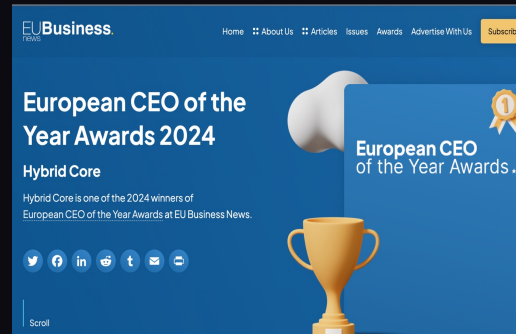 EUBusiness.
news
Home About Us Articles Issues Awards Advertise With Us Subscrib
European CEO of the
Year Awards 2024
Hybrid Core
Hybrid Core is one of the 2024 winners of
European CEO of the Year Awards at EU Business News.
Scroll
1
European CEO
of the Year Awards.